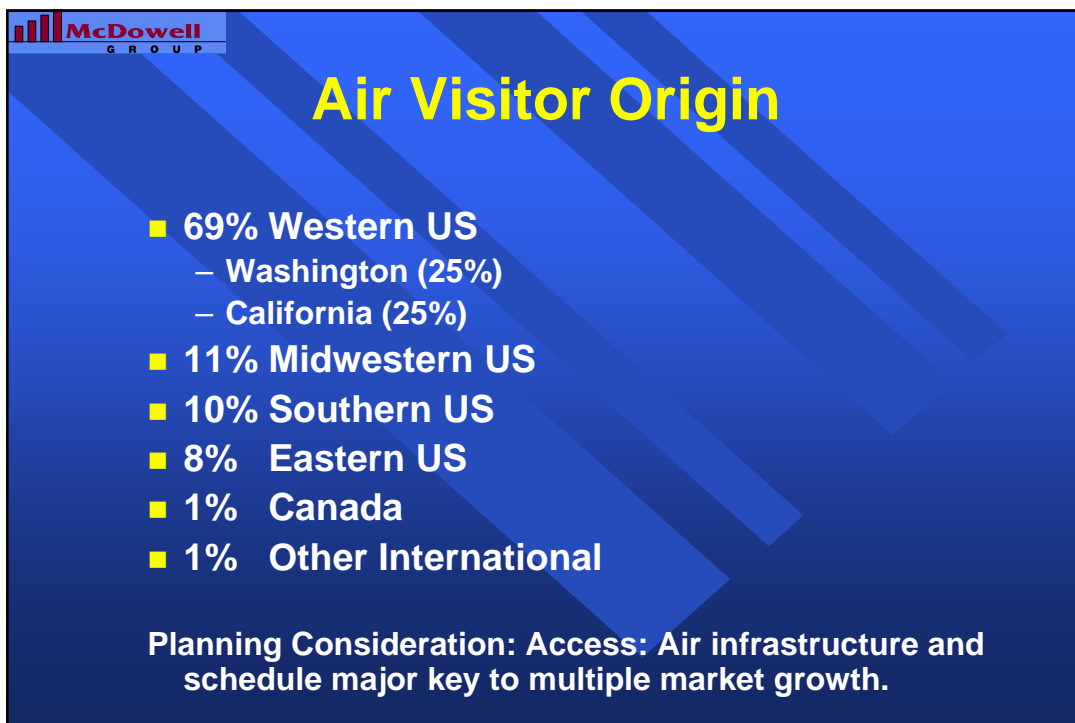 McDowell
GROUP
Air Visitor Origin
69% Western US
– Washington (25%)
– California (25%)
11% Midwestern US
10% Southern US
8% Eastern US
1% Canada
1% Other International
Planning Consideration: Access: Air infrastructure and
schedule major key to multiple market growth.